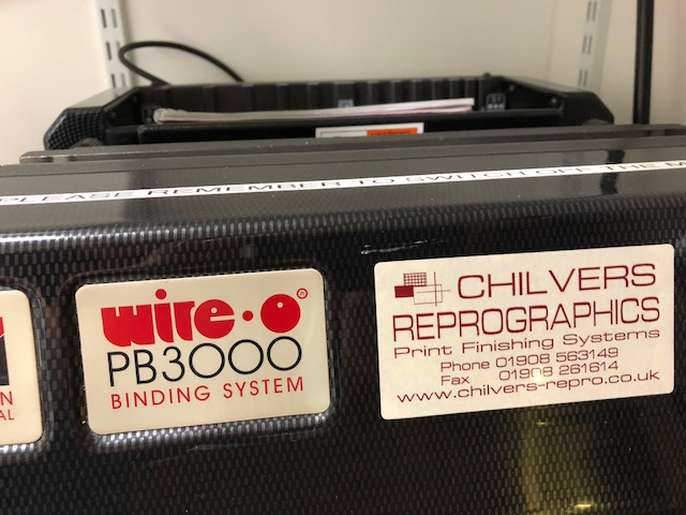 PLEASE REMEMBER TO SWITCH OFF THE M
wire·o®
PB3000
BINDING SYSTEM
CHILVERS
REPROGRAPHICS
Print Finishing Systems
Phone 01908 563149
Fax 01908 261614
www.chilvers-repro.co.uk
N
AL